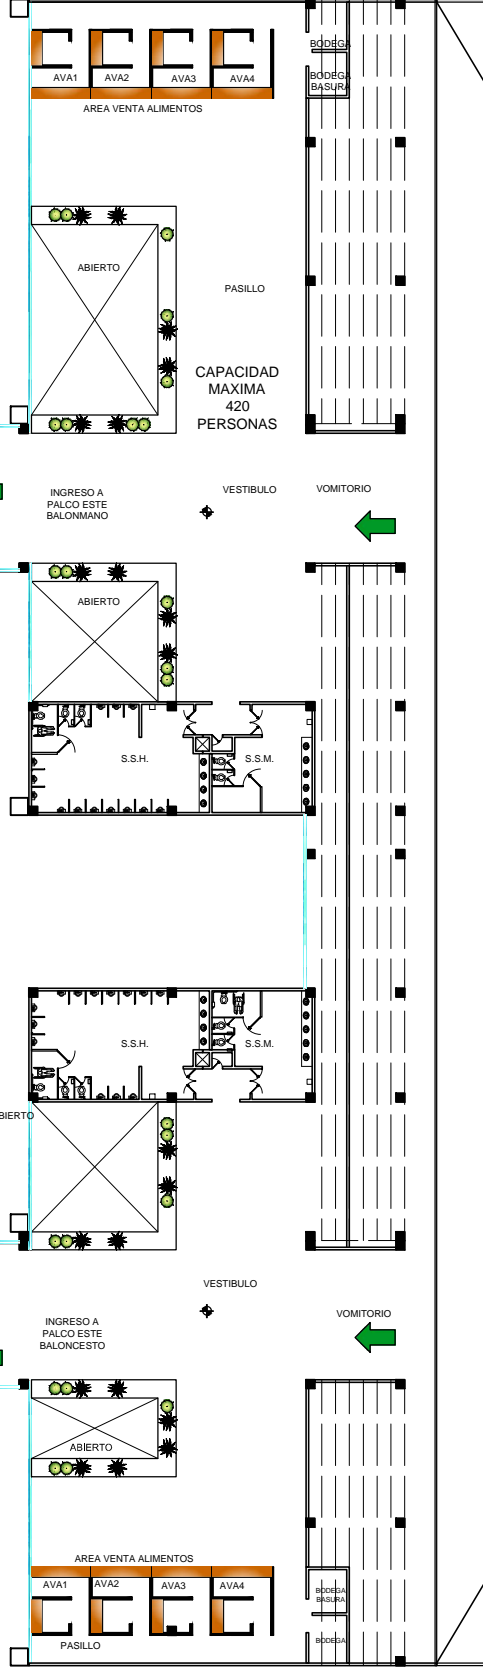 BODEGA
BODEGA
BASURA
AVA1 AVA2 AVA3 AVA4
AREA VENTA ALIMENTOS
ABIERTO
PASILLO
CAPACIDAD
MAXIMA
420
PERSONAS
INGRESO A
PALCO ESTE
BALONMANO
VESTIBULO
VOMITORIO
ABIERTO
S.S.H.
S.S.M.
S.S.H.
S.S.M.
BIERTO
VESTIBULO
INGRESO A
PALCO ESTE
BALONCESTO
VOMITORIO
ABIERTO
AREA VENTA ALIMENTOS
AVA1 AVA2 AVA3 AVA4
BODEGA
BASURA
BODEGA
PASILLO